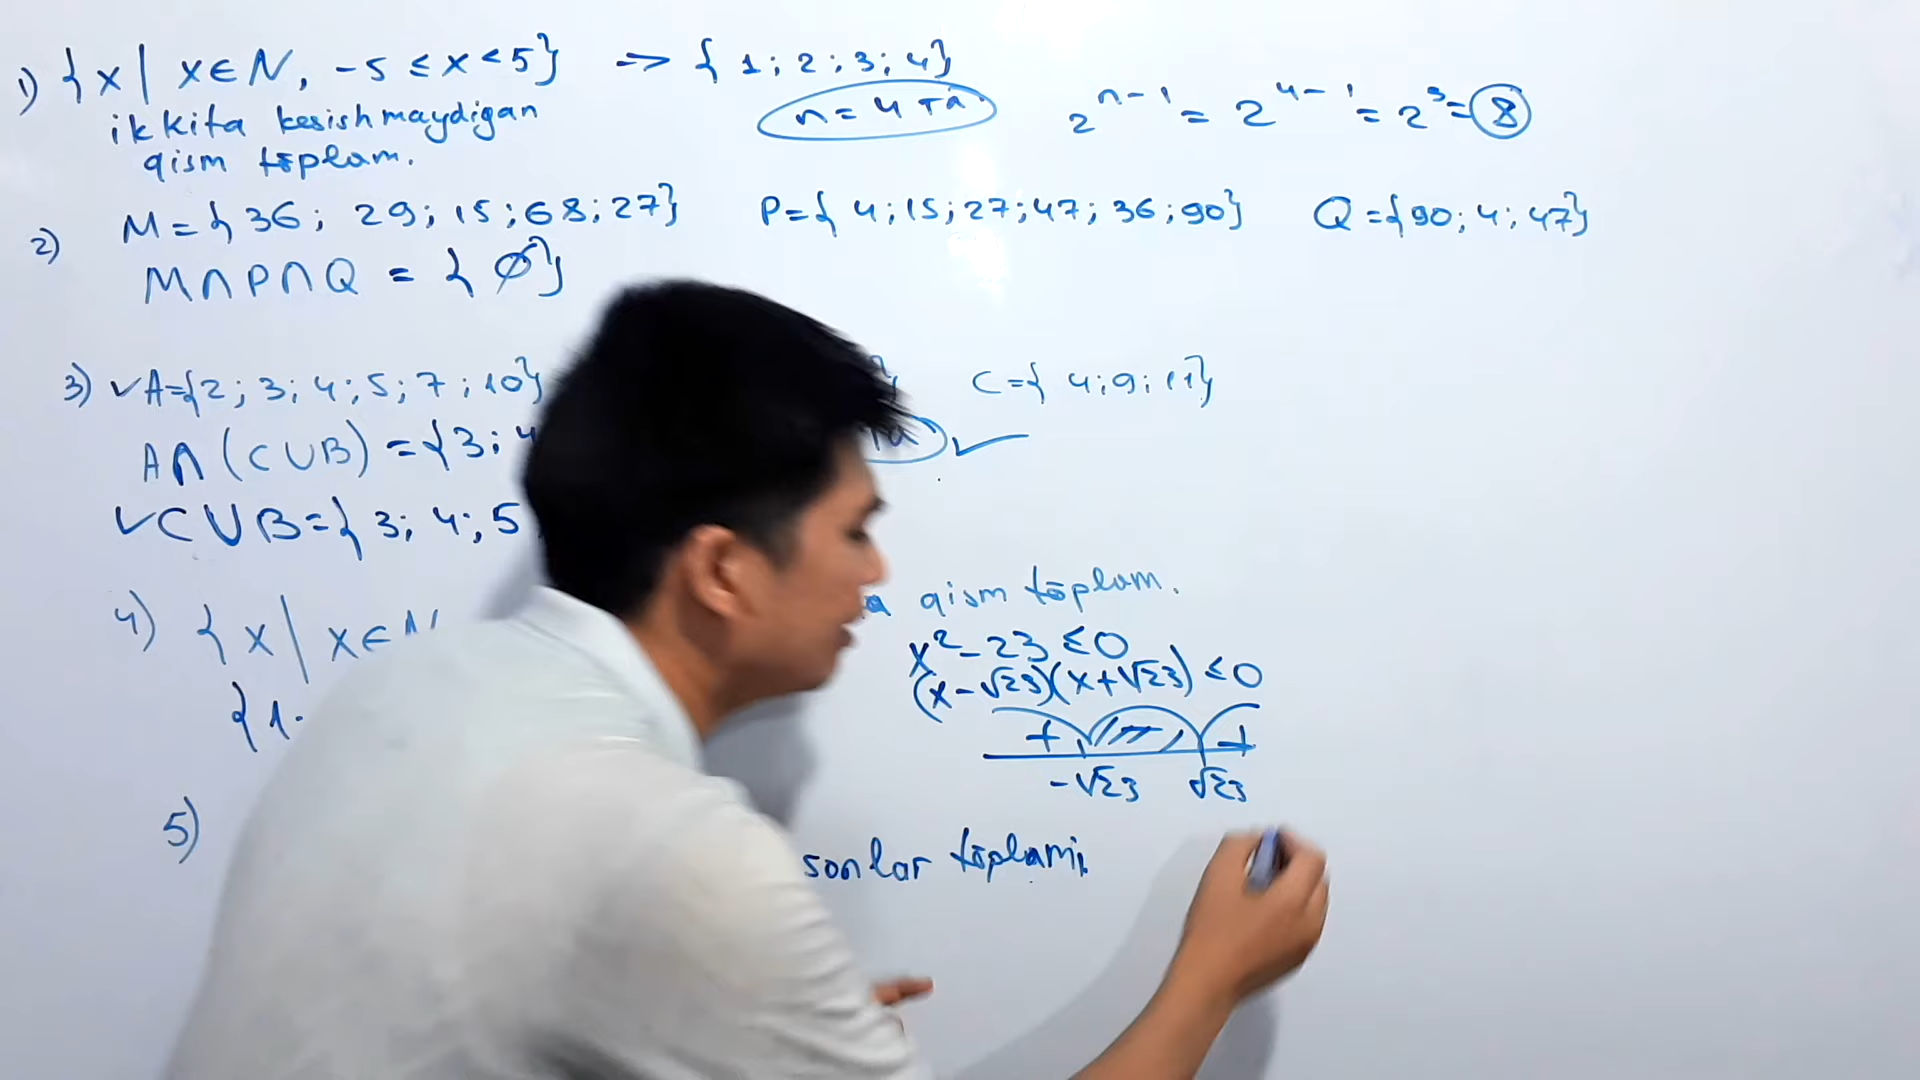 1) {x | x∈N, -5 ≤ x < 5} → {1; 2; 3; 4}
n = 4 ta.
2^(n-1) = 2^(4-1) = 2^3 = 8
ikkita kesishmaydigan
qism to̅plam.
2) M = {36; 29; 15; 68; 27} P = {4; 15; 27; 47; 36; 90} Q = {90; 4; 47}
M∩P∩Q = {∅}
3) ✓A={2; 3; 4; 5; 7; 10} C={4; 9; 11}
A∩(C∪B) = {3; 4 ta ✓
✓C∪B={3; 4; 5
4) {x | x∈N
qism to̅plam.
x² - 23 ≤ 0
(x-√23)(x+√23) ≤ 0
{1.
+ - +
-√23 √23
5) sonlar to̅plami